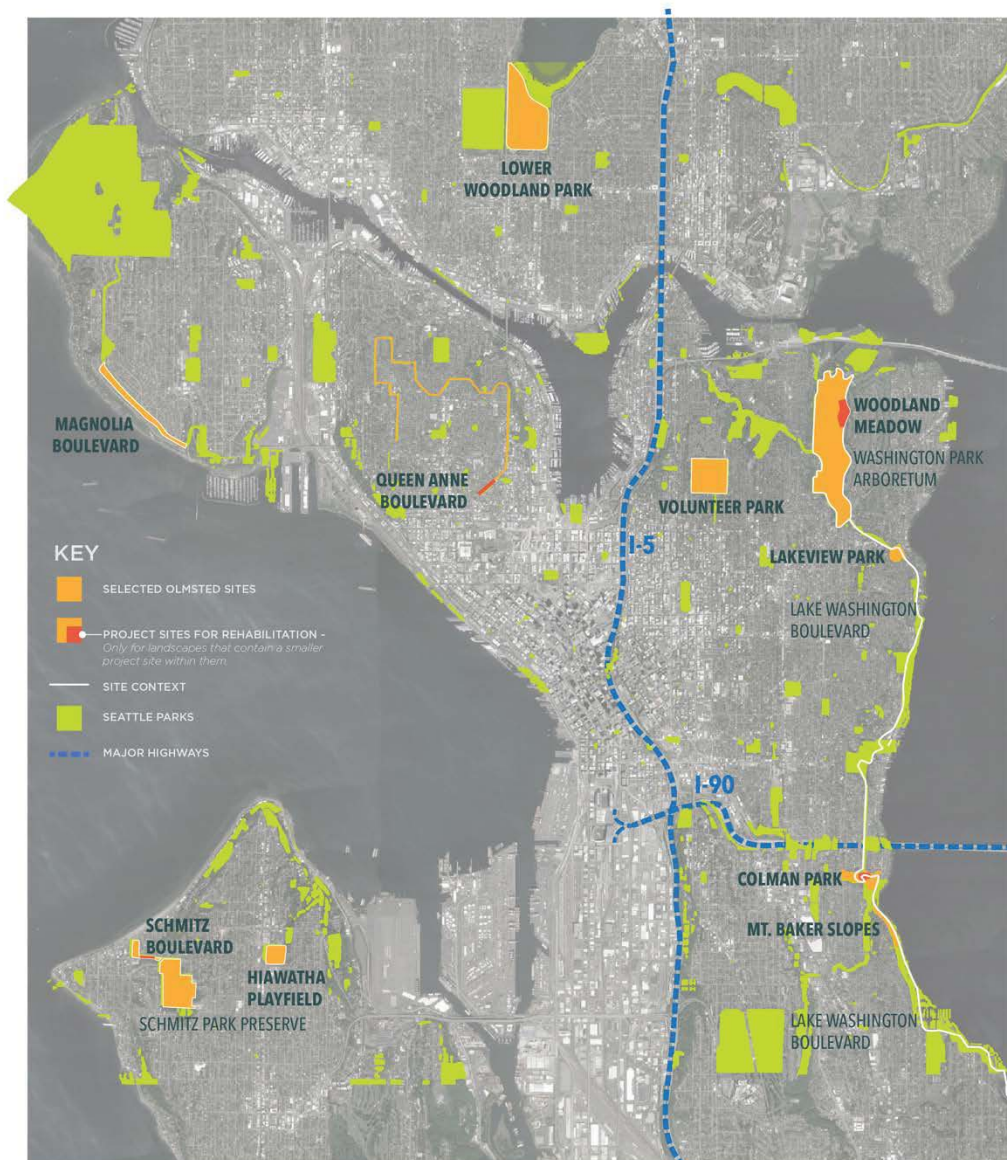 LOWER
WOODLAND PARK
MAGNOLIA
BOULEVARD
QUEEN ANNE
BOULEVARD
WOODLAND
MEADOW
WASHINGTON PARK
ARBORETUM
VOLUNTEER PARK
I-5
LAKEVIEW PARK
LAKE WASHINGTON
BOULEVARD
KEY
SELECTED OLMSTED SITES
PROJECT SITES FOR REHABILITATION -
Only for landscapes that contain a smaller
project site within them.
SITE CONTEXT
SEATTLE PARKS
MAJOR HIGHWAYS
I-90
COLMAN PARK
MT. BAKER SLOPES
SCHMITZ
BOULEVARD
HIAWATHA
PLAYFIELD
SCHMITZ PARK PRESERVE
LAKE WASHINGTON
BOULEVARD